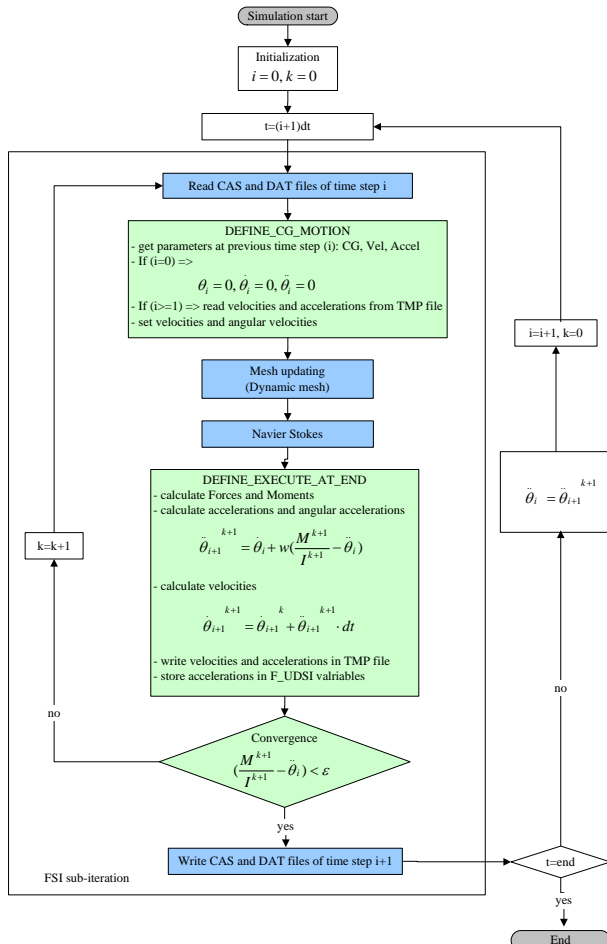 Simulation start
Initialization
i = 0, k = 0
t=(i+1)dt
Read CAS and DAT files of time step i
DEFINE_CG_MOTION
- get parameters at previous time step (i): CG, Vel, Accel
- If (i=0) =>
θ_i = 0, θ̇_i = 0, θ̈_i = 0
- If (i>=1) => read velocities and accelerations from TMP file
- set velocities and angular velocities
Mesh updating
(Dynamic mesh)
Navier Stokes
DEFINE_EXECUTE_AT_END
- calculate Forces and Moments
- calculate accelerations and angular accelerations
θ̈_{i+1}^{k+1} = θ̇_i + w(M^{k+1}/I^{k+1} − θ̈_i)
- calculate velocities
θ̇_{i+1}^{k+1} = θ̇_{i+1}^{k} + θ̈_{i+1}^{k+1} · dt
- write velocities and accelerations in TMP file
- store accelerations in F_UDSI valriables
Convergence
(M^{k+1}/I^{k+1} − θ̈_i) < ε
yes
Write CAS and DAT files of time step i+1
FSI sub-iteration
no
k=k+1
t=end
no
θ̈_i = θ̈_{i+1}^{k+1}
i=i+1, k=0
yes
End